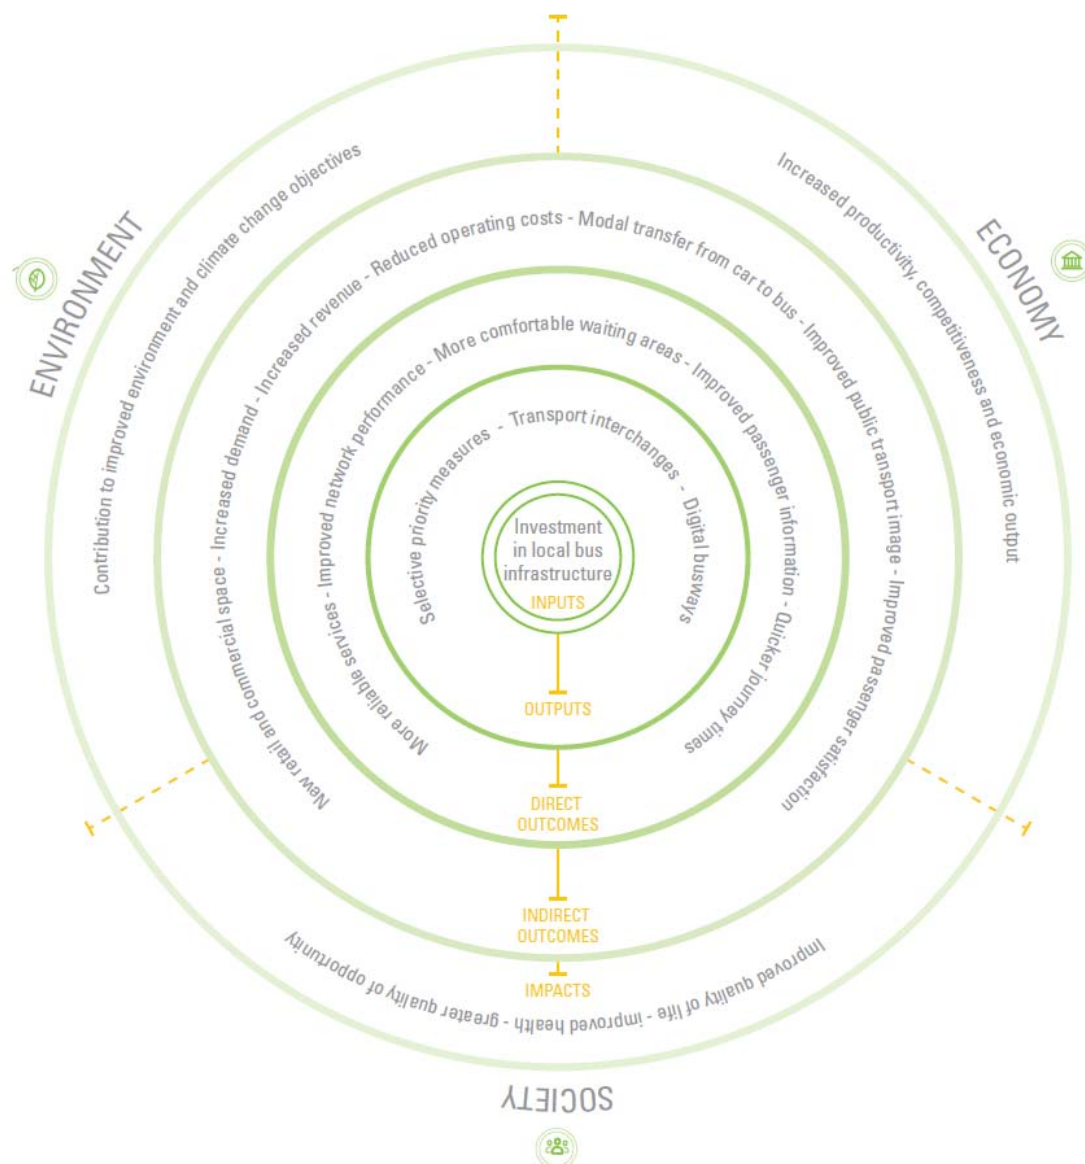 ENVIRONMENT
ECONOMY
SOCIETY
Contribution to improved environment and climate change objectives
Increased productivity, competitiveness and economic output
Improved quality of life - improved health - greater quality of opportunity
New retail and commercial space - Increased demand - Increased revenue - Reduced operating costs - Modal transfer from car to bus - Improved public transport image - Improved passenger satisfaction
More reliable services - Improved network performance - More comfortable waiting areas - Improved passenger information - Quicker journey times
Selective priority measures - Transport interchanges - Digital busways
Investment
in local bus
infrastructure
INPUTS
OUTPUTS
DIRECT
OUTCOMES
INDIRECT
OUTCOMES
IMPACTS